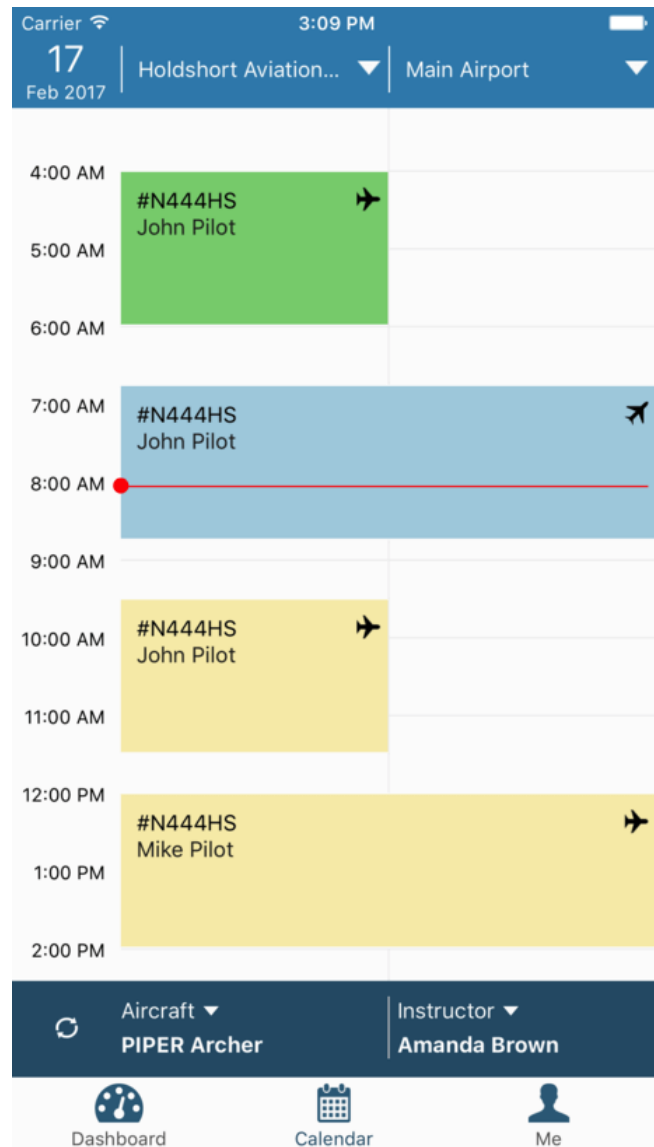 Carrier 3:09 PM
17
Feb 2017
Holdshort Aviation...
Main Airport
4:00 AM
#N444HS
John Pilot
5:00 AM
6:00 AM
7:00 AM
#N444HS
John Pilot
8:00 AM
9:00 AM
#N444HS
10:00 AM
John Pilot
11:00 AM
12:00 PM
#N444HS
Mike Pilot
1:00 PM
2:00 PM
Aircraft
PIPER Archer
Instructor
Amanda Brown
Dashboard
Calendar
Me